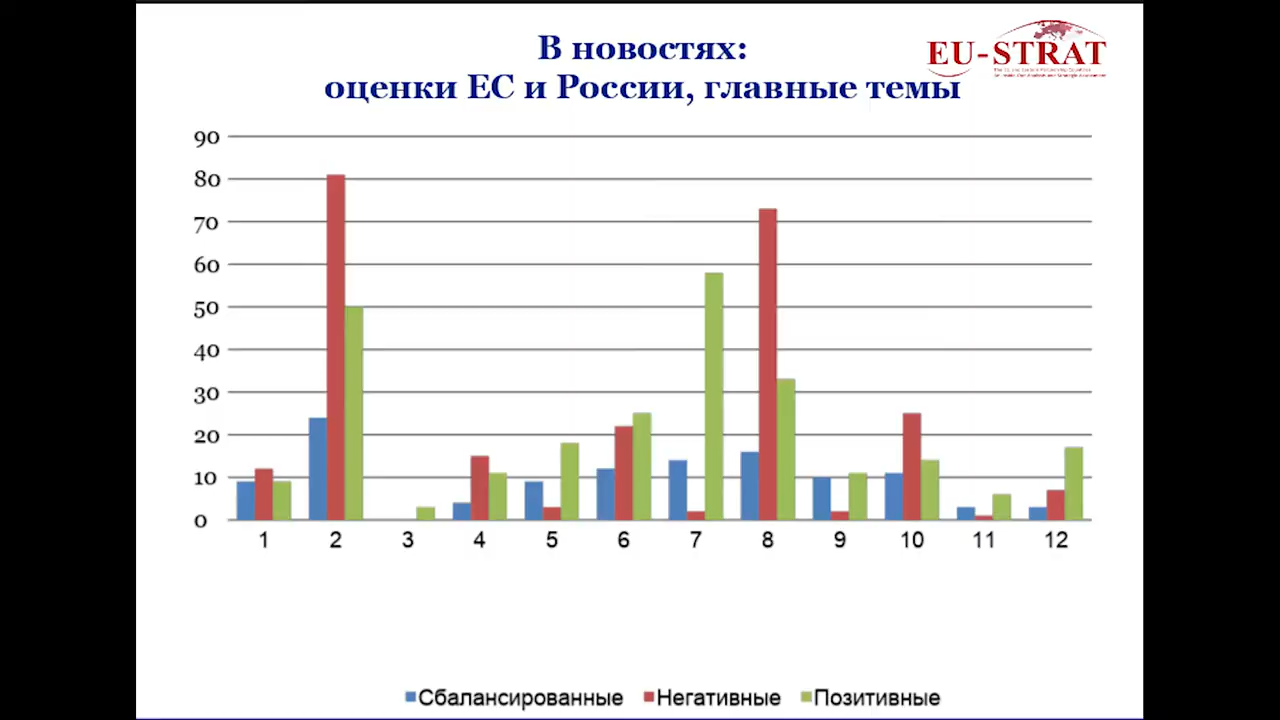 В новостях:
оценки ЕС и России, главные темы
EU-STRAT
90
80
70
60
50
40
30
20
10
0
1 2 3 4 5 6 7 8 9 10 11 12
Сбалансированные Негативные Позитивные